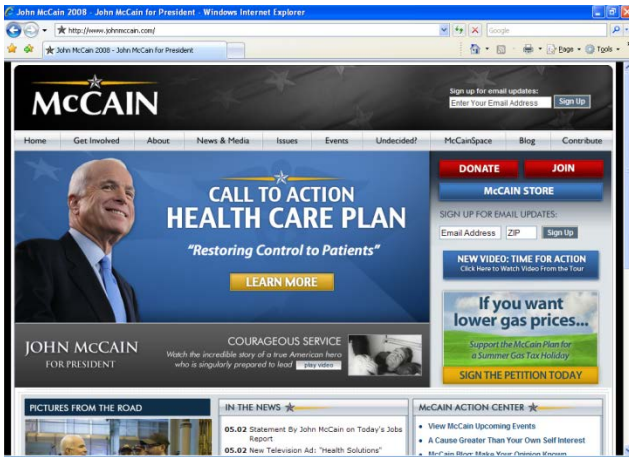 John McCain 2008 - John McCain for President - Windows Internet Explorer
http://www.johnmccain.com/
Google
John McCain 2008 - John McCain for President
Page
Tools
McCAIN
Sign up for email updates:
Enter Your Email Address
Sign Up
Home Get Involved About News & Media Issues Events Undecided? McCainSpace Blog Contribute
CALL TO ACTION
HEALTH CARE PLAN
"Restoring Control to Patients"
LEARN MORE
DONATE
JOIN
McCAIN STORE
SIGN UP FOR EMAIL UPDATES:
Email Address ZIP Sign Up
NEW VIDEO: TIME FOR ACTION
Click Here to Watch Video From the Tour
If you want
lower gas prices...
Support the McCain Plan for
a Summer Gas Tax Holiday
SIGN THE PETITION TODAY
JOHN McCAIN
FOR PRESIDENT
COURAGEOUS SERVICE
Watch the incredible story of a true American hero
who is singularly prepared to lead
play video
PICTURES FROM THE ROAD
IN THE NEWS
05.02 Statement By John McCain on Today's Jobs
Report
05.02 New Television Ad: "Health Solutions"
McCAIN ACTION CENTER
View McCain Upcoming Events
A Cause Greater Than Your Own Self Interest
McCain Blog: Make Your Opinion Known